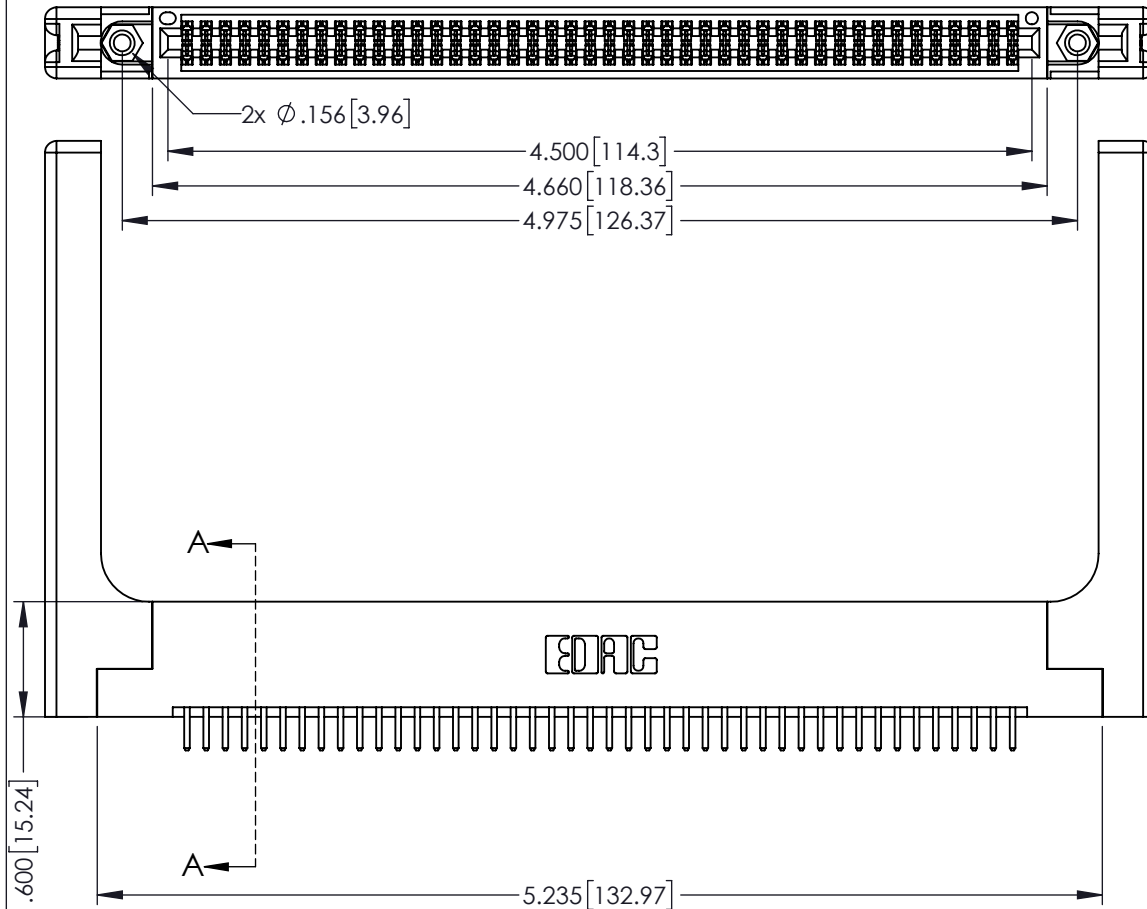 2x Ø.156[3.96]
4.500[114.3]
4.660[118.36]
4.975[126.37]
A
EDAC
.600[15.24]
A
5.235[132.97]